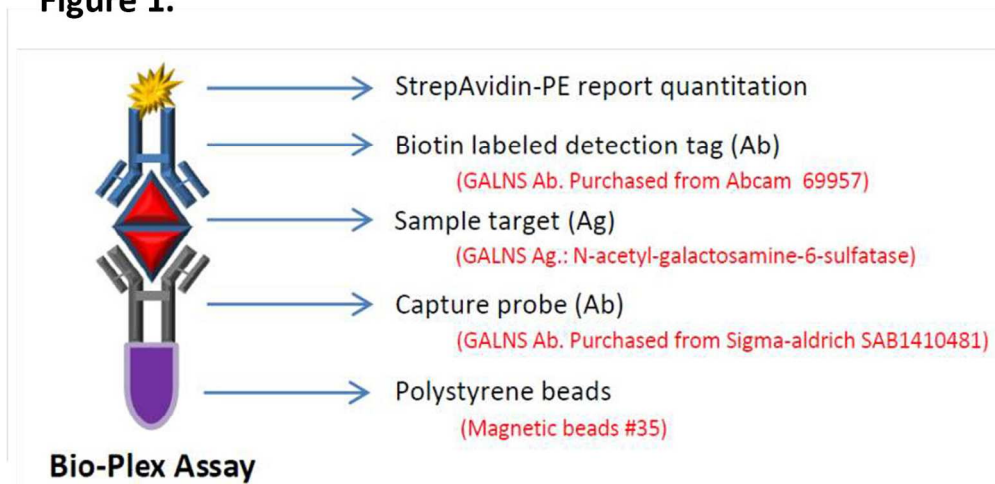 Figure 1.
StrepAvidin-PE report quantitation
Biotin labeled detection tag (Ab)
(GALNS Ab. Purchased from Abcam 69957)
Sample target (Ag)
(GALNS Ag.: N-acetyl-galactosamine-6-sulfatase)
Capture probe (Ab)
(GALNS Ab. Purchased from Sigma-aldrich SAB1410481)
Polystyrene beads
(Magnetic beads #35)
Bio-Plex Assay